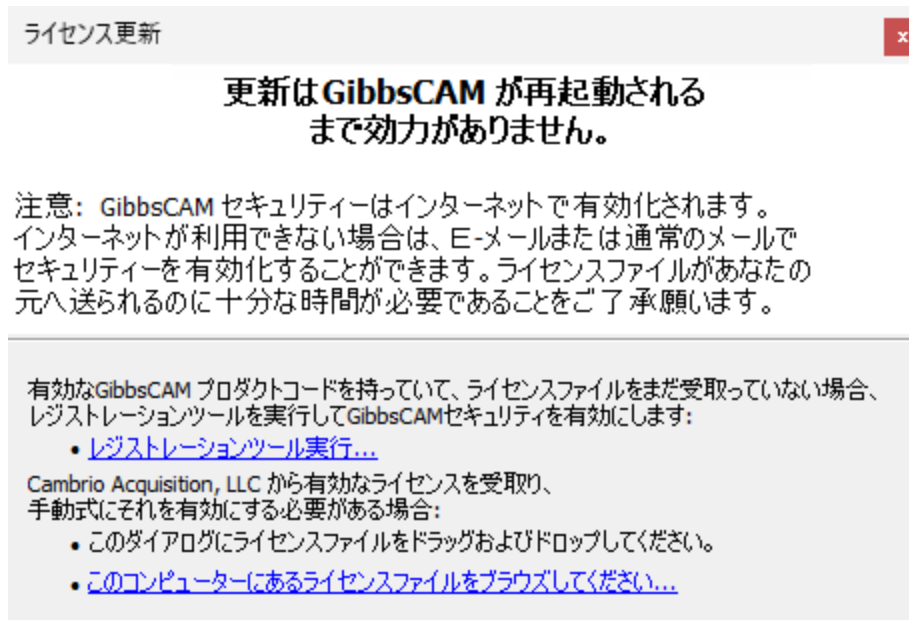 ライセンス更新
x
更新はGibbsCAM が再起動される
まで効力がありません。
注意: GibbsCAM セキュリティーはインターネットで有効化されます。
インターネットが利用できない場合は、E-メールまたは通常のメールで
セキュリティーを有効化することができます。ライセンスファイルがあなたの
元へ送られるのに十分な時間が必要であることをご了承願います。
有効なGibbsCAM プロダクトコードを持っていて、ライセンスファイルをまだ受取っていない場合、
レジストレーションツールを実行してGibbsCAMセキュリティを有効にします:
• レジストレーションツール実行...
Cambrio Acquisition, LLC から有効なライセンスを受取り、
手動式にそれを有効にする必要がある場合:
• このダイアログにライセンスファイルをドラッグおよびドロップしてください。
• このコンピューターにあるライセンスファイルをブラウズしてください...